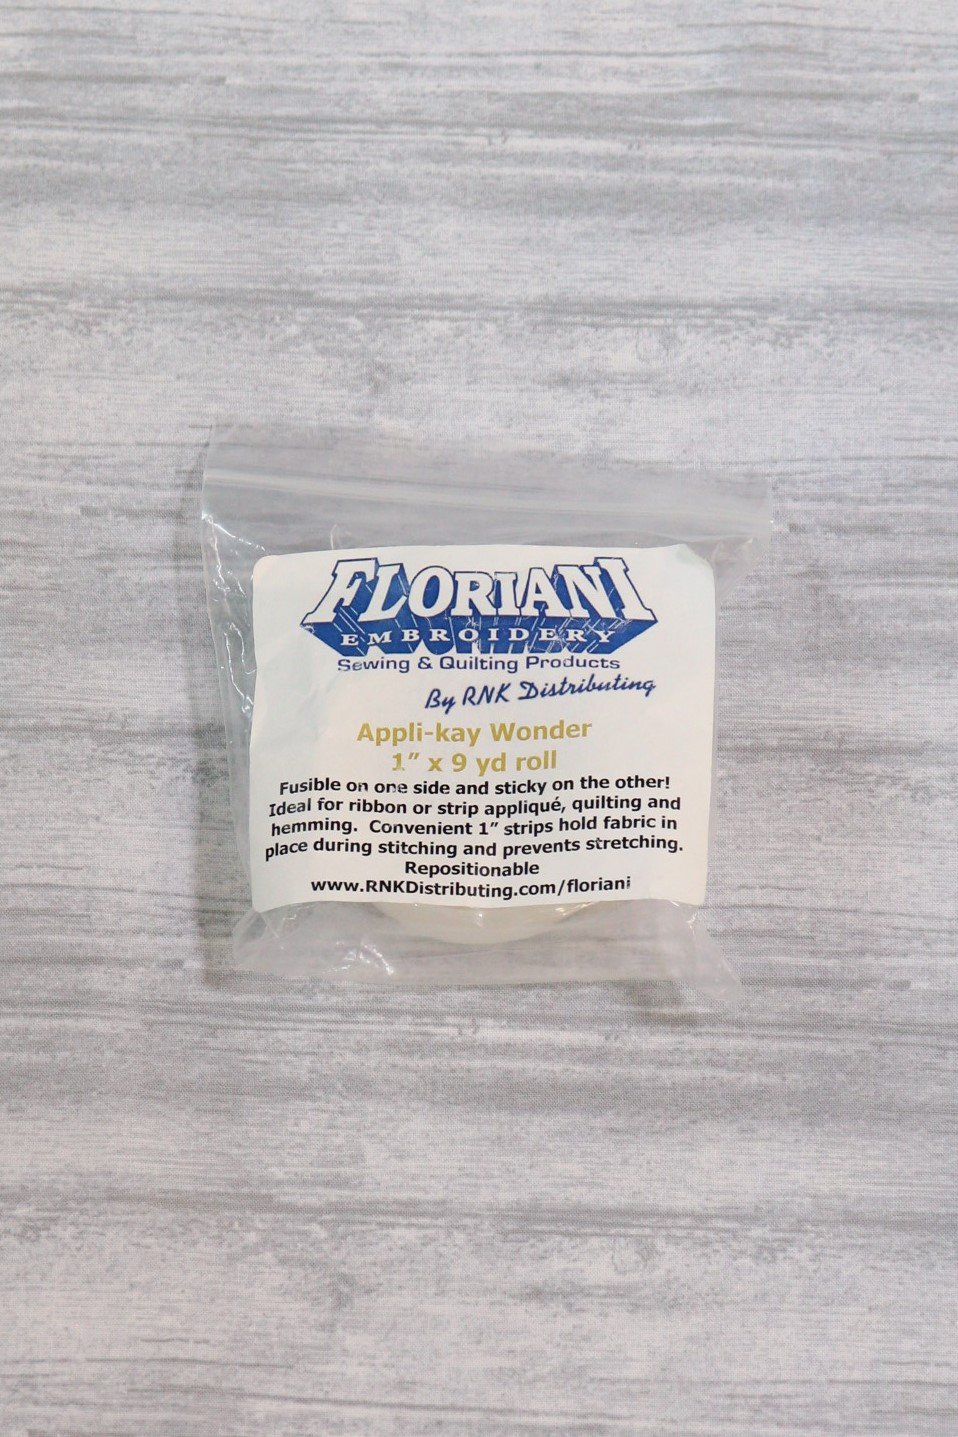 FLORIANI
EMBROIDERY
Sewing & Quilting Products
By RNK Distributing
Appli-kay Wonder
1" x 9 yd roll
Fusible on one side and sticky on the other!
Ideal for ribbon or strip appliqué, quilting and
hemming. Convenient 1" strips hold fabric in
place during stitching and prevents stretching.
Repositionable
www.RNKDistributing.com/floriani